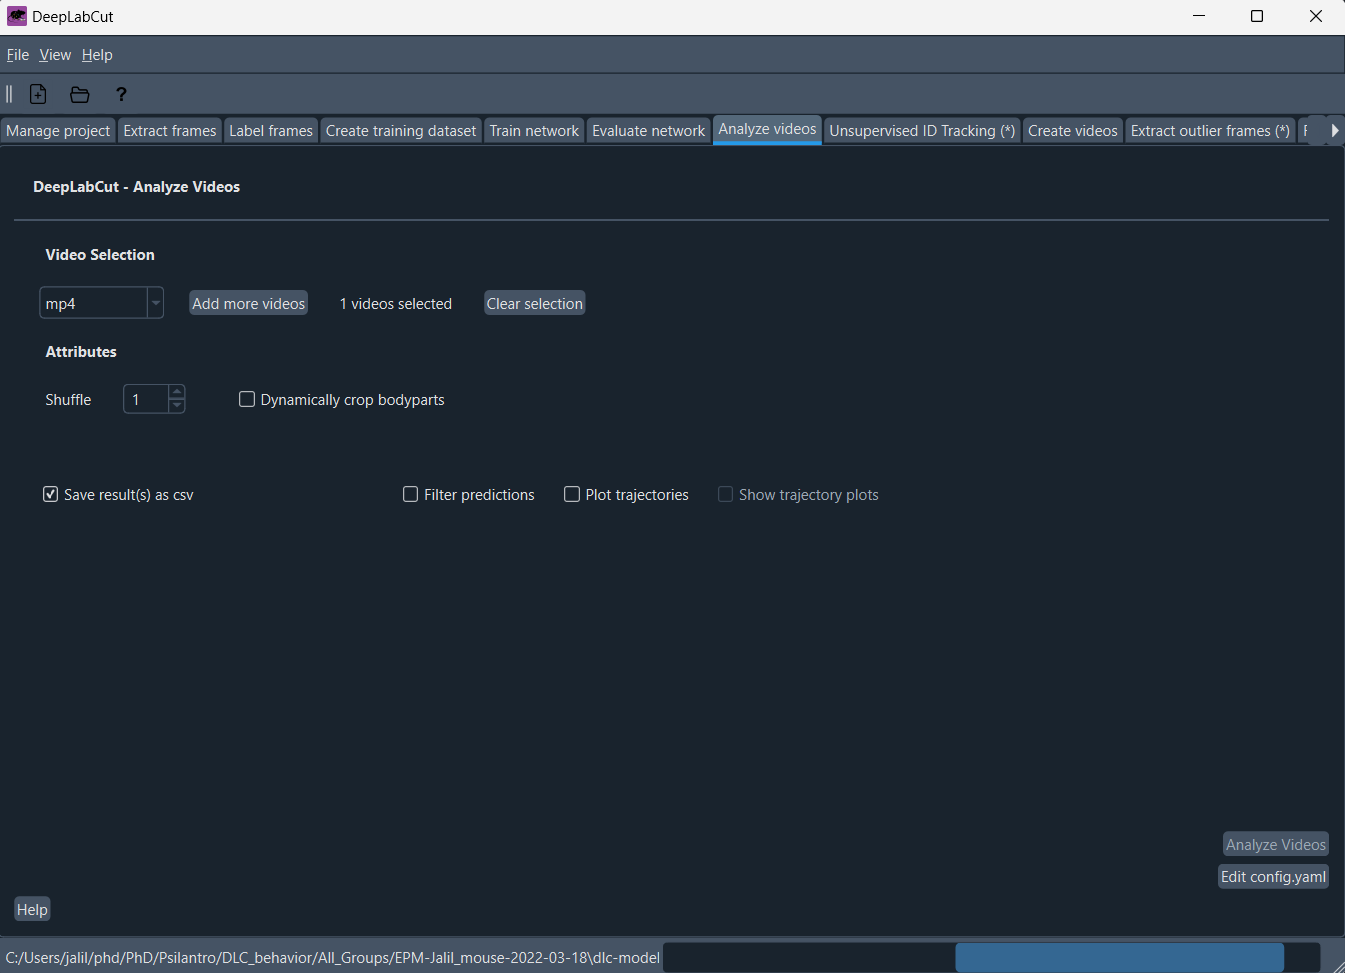 DeepLabCut
File View Help
?
Manage project Extract frames Label frames Create training dataset Train network Evaluate network Analyze videos Unsupervised ID Tracking (*) Create videos Extract outlier frames (*)
DeepLabCut - Analyze Videos
Video Selection
mp4 Add more videos 1 videos selected Clear selection
Attributes
Shuffle 1 Dynamically crop bodyparts
Save result(s) as csv Filter predictions Plot trajectories Show trajectory plots
Analyze Videos
Edit config.yaml
Help
C:/Users/jalil/phd/PhD/Psilantro/DLC_behavior/All_Groups/EPM-Jalil_mouse-2022-03-18\dlc-model